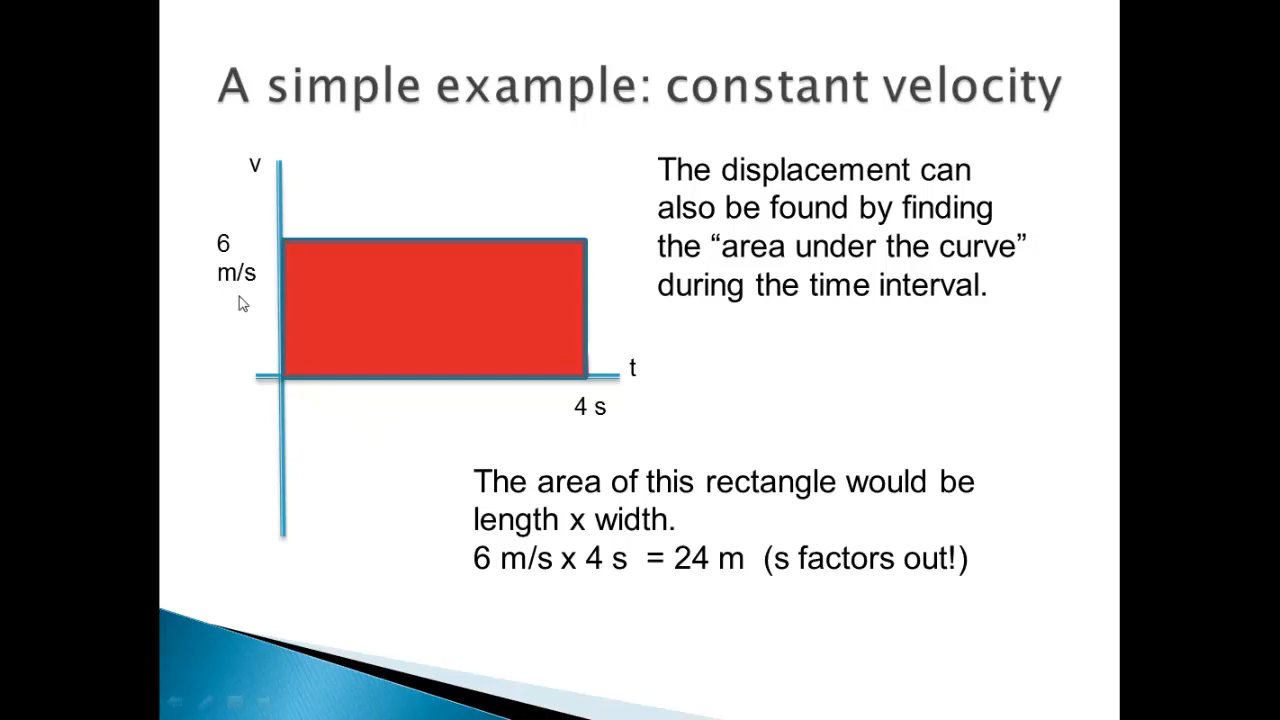 A simple example: constant velocity
v
6
m/s
t
4 s
The displacement can
also be found by finding
the “area under the curve”
during the time interval.
The area of this rectangle would be
length x width.
6 m/s x 4 s  = 24 m  (s factors out!)